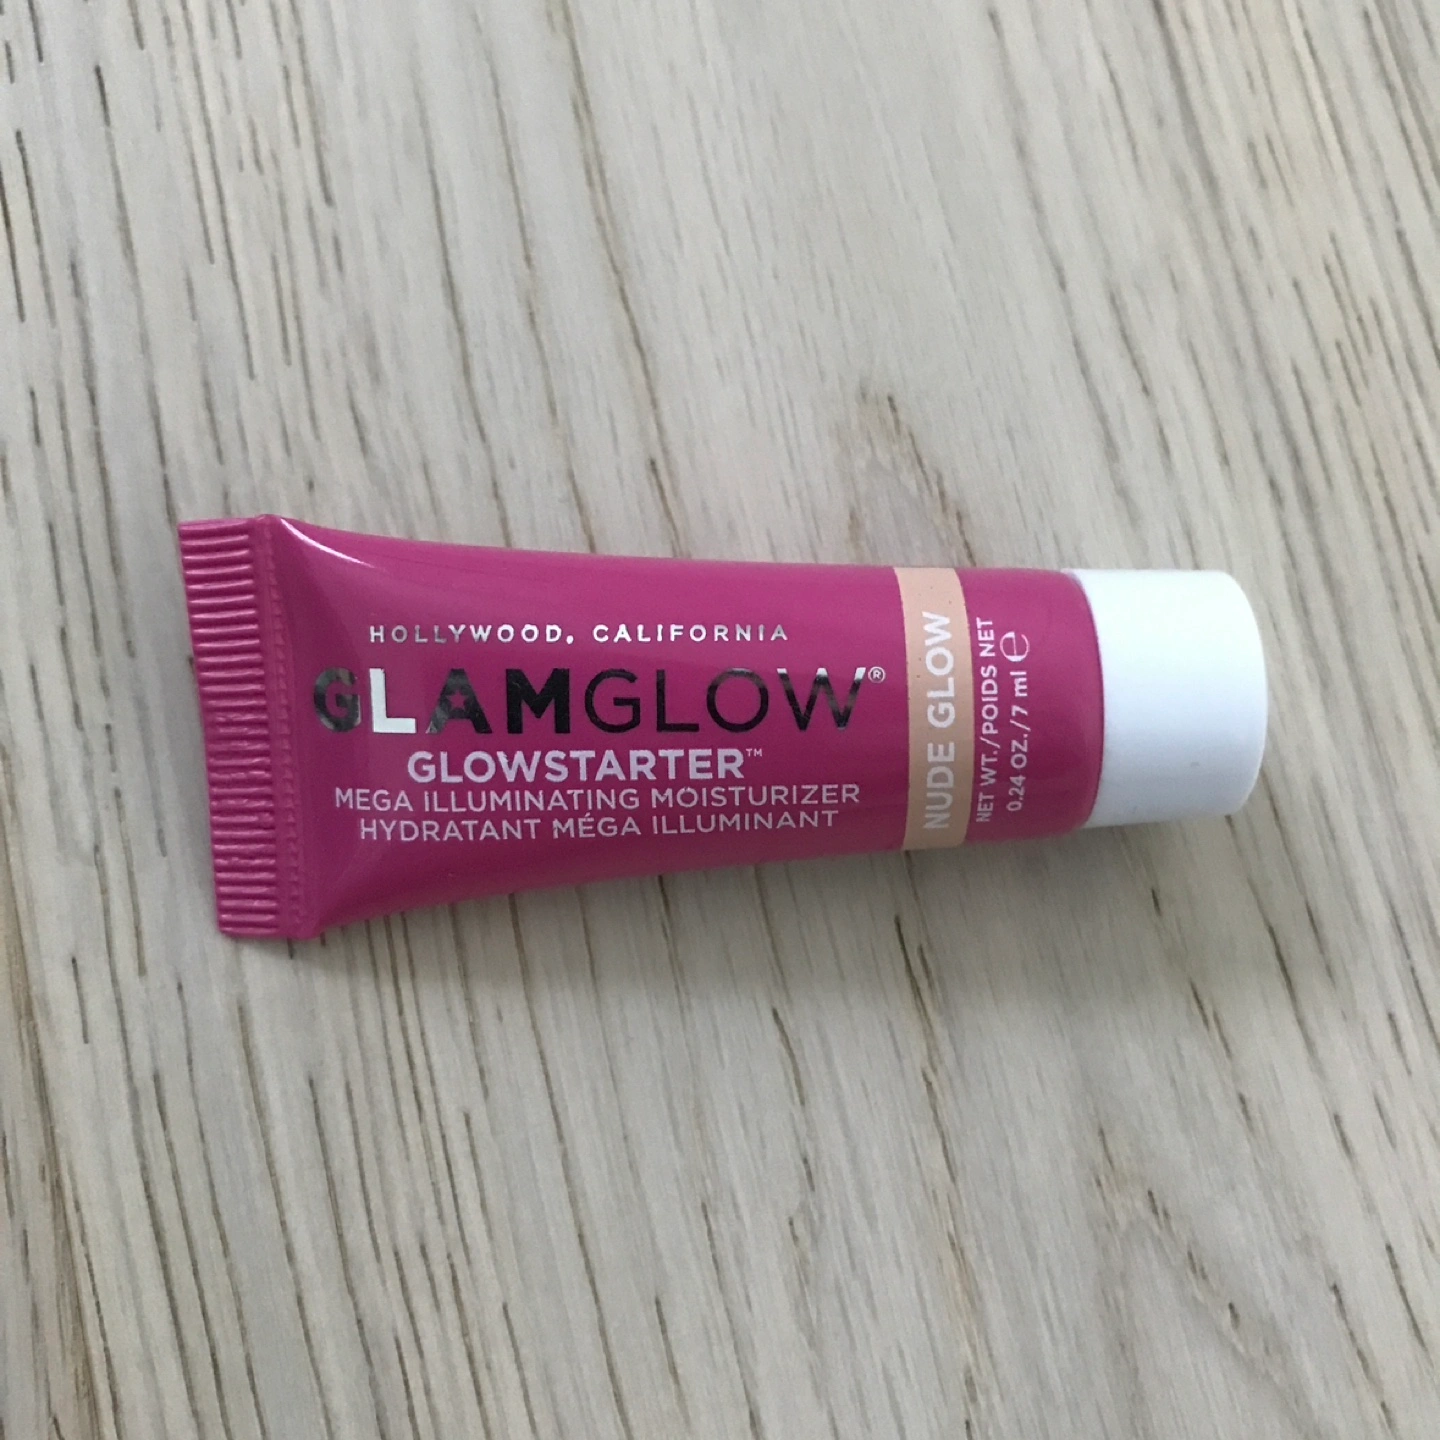 HOLLYWOOD, CALIFORNIA
GLAMGLOW®
GLOWSTARTER™
MEGA ILLUMINATING MOISTURIZER
HYDRATANT MÉGA ILLUMINANT
NUDE GLOW
NET WT./POIDS NET
0.24 OZ./7 ml ℮